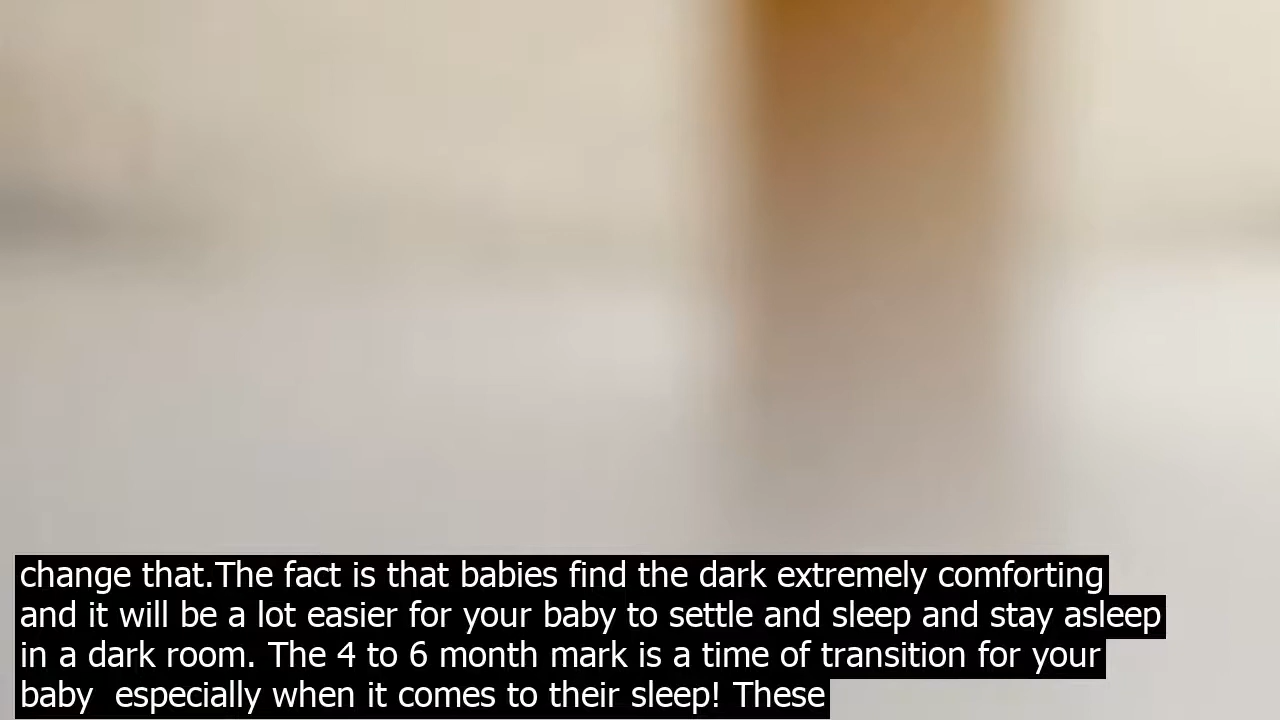 change that.The fact is that babies find the dark extremely comforting
and it will be a lot easier for your baby to settle and sleep and stay asleep
in a dark room. The 4 to 6 month mark is a time of transition for your
baby  especially when it comes to their sleep! These